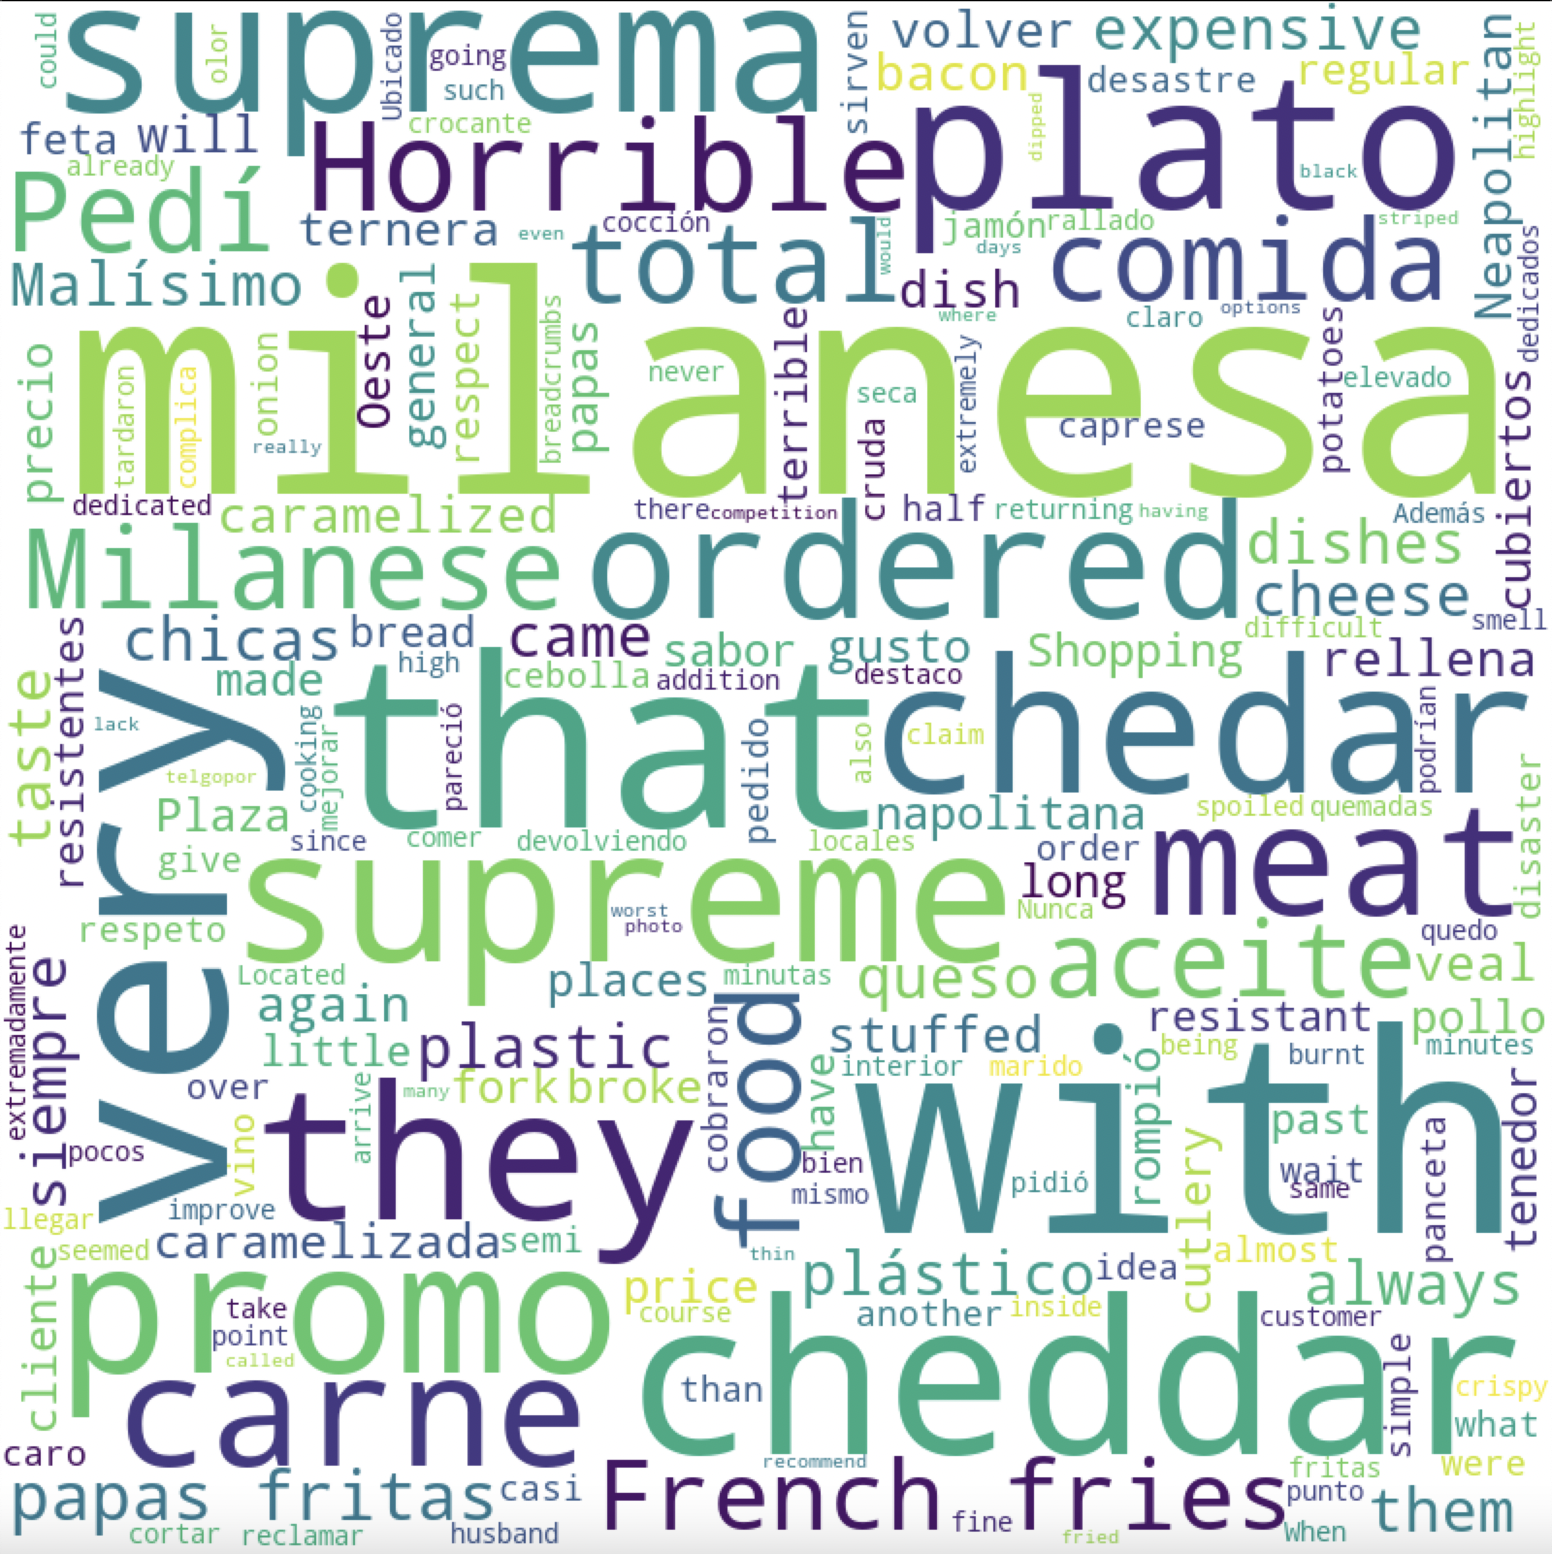 suprema
could
olor
Ubicado
going
such
crocante
sirven
volver
expensive
bacon
desastre
regular
Neapolitan
highlight
feta
will
already
Horrible
plato
dipped
black
Pedí
ternera
even
cocción
total
would
jamón
rallado
days
striped
comida
dedicados
Malísimo
dish
where
claro
options
milanesa
precio
tardaron
complica
onion
really
Oeste
general
respect
breadcrumbs
papas
never
terrible
seca
cruda
extremely
caprese
potatoes
elevado
cubiertos
dedicated
caramelized
there
competition
half
returning
having
Además
Milanese
ordered
dishes
cheese
smell
chicas
bread
came
sabor
gusto
Shopping
difficult
rellena
resistentes
taste
made
high
cebolla
addition
destaco
very
that
chedar
lack
cooking
mejorar
pareció
pedido
also
claim
podrían
telgopor
Plaza
since
comer
devolviendo
locales
napolitana
spoiled
quemadas
disaster
give
supreme
order
long
meat
Nunca
worst
photo
respeto
quedo
extremadamente
siempre
Located
again
places
minutas
queso
aceite
veal
little
plastic
food
stuffed
resistant
pollo
over
many
fork
broke
cobraron
have
interior
marido
being
burnt
minutes
arrive
they
with
rompió
past
pocos
vino
bien
mismo
pidió
cutlery
wait
same
panceta
tenedor
llegar
improve
seemed
caramelizada
semi
thin
almost
cliente
promo
price
plástico
idea
always
take
point
called
course
another
inside
customer
carne
cheddar
than
simple
crispy
what
caro
recommend
were
papas fritas
casi
French fries
fritas
punto
them
cortar
reclamar
husband
fine
fried
When